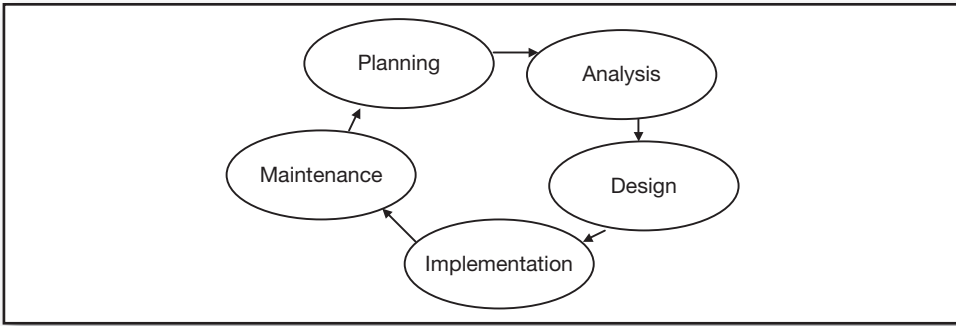 Planning
Analysis
Design
Implementation
Maintenance